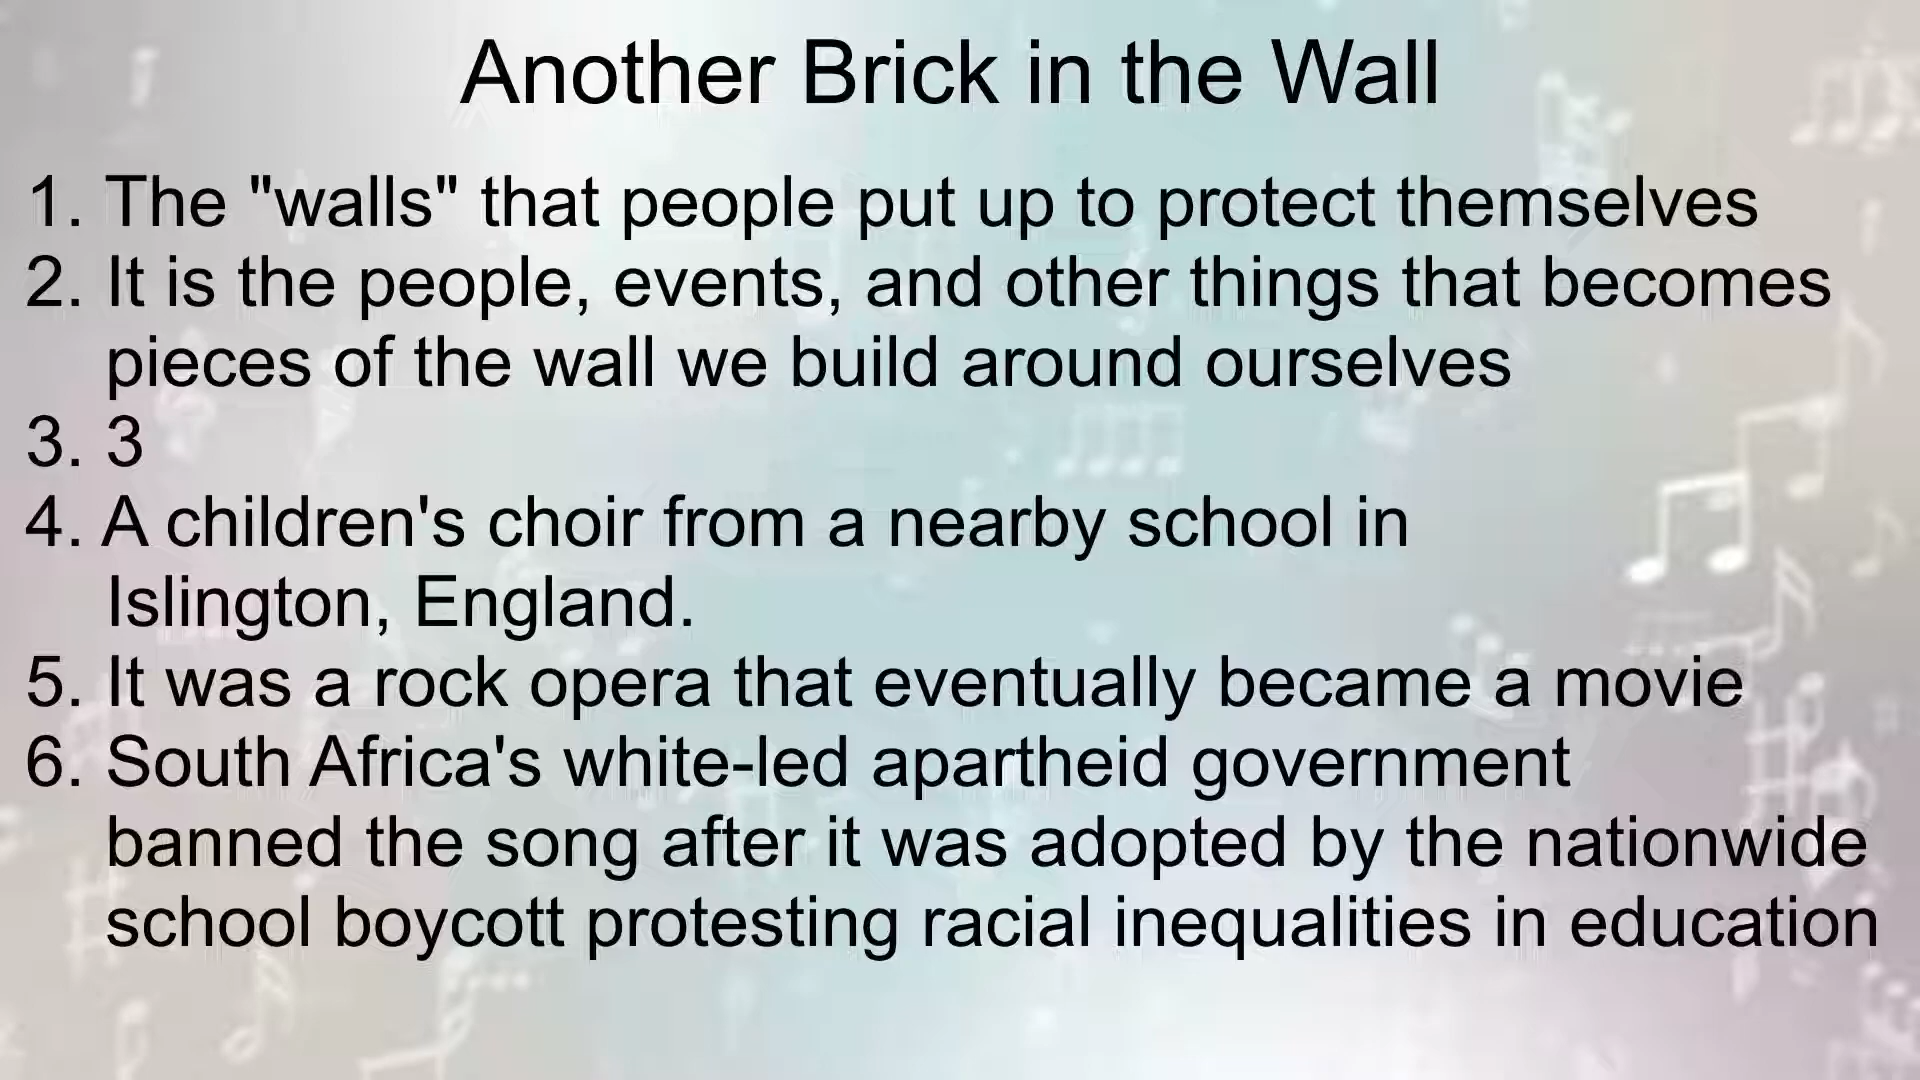 Another Brick in the Wall
1. The "walls" that people put up to protect themselves
2. It is the people, events, and other things that becomes
pieces of the wall we build around ourselves
3. 3
4. A children's choir from a nearby school in
Islington, England.
5. It was a rock opera that eventually became a movie
6. South Africa's white-led apartheid government
banned the song after it was adopted by the nationwide
school boycott protesting racial inequalities in education